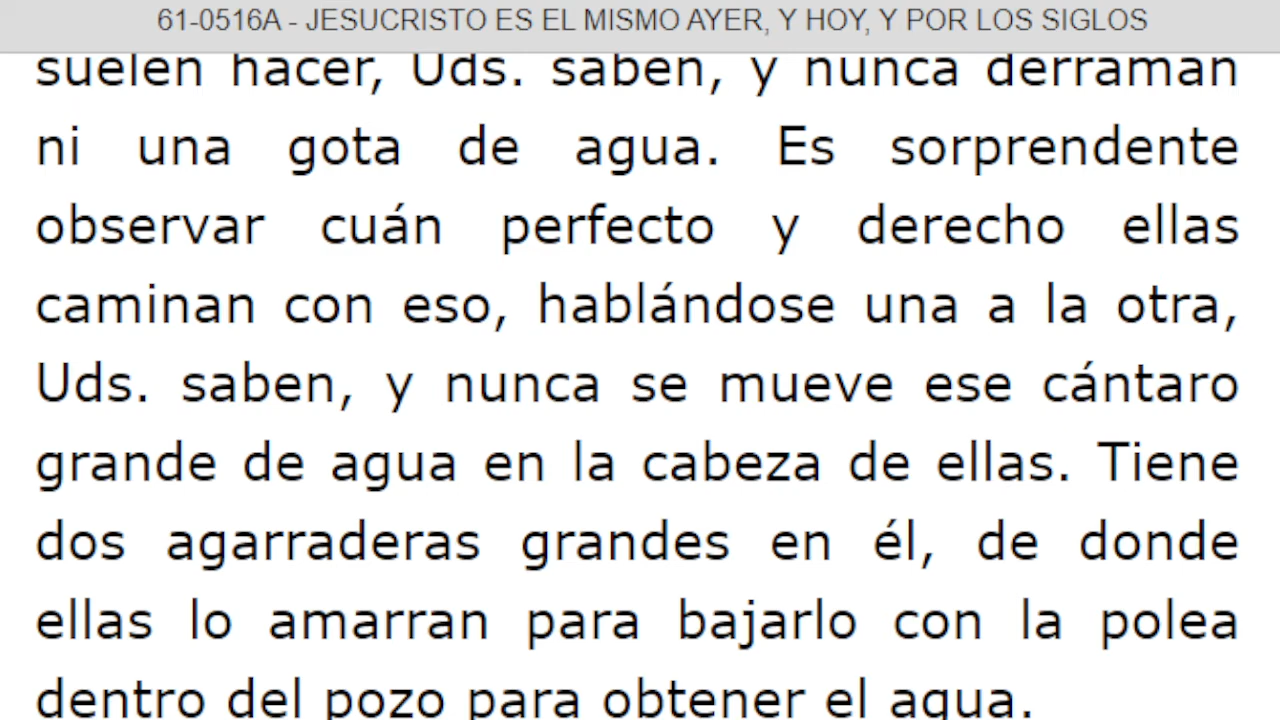 61-0516A - JESUCRISTO ES EL MISMO AYER, Y HOY, Y POR LOS SIGLOS
suelen hacer, Uds. saben, y nunca derraman
ni una gota de agua. Es sorprendente
observar cuán perfecto y derecho ellas
caminan con eso, hablándose una a la otra,
Uds. saben, y nunca se mueve ese cántaro
grande de agua en la cabeza de ellas. Tiene
dos agarraderas grandes en él, de donde
ellas lo amarran para bajarlo con la polea
dentro del pozo para obtener el agua.